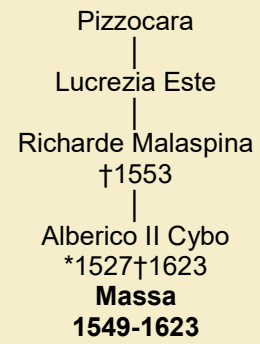 Pizzocara
Lucrezia Este
Richarde Malaspina
†1553
Alberico II Cybo
*1527†1623
Massa
1549-1623